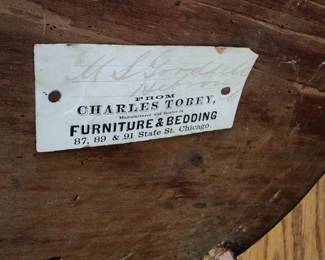 FROM
CHARLES TOBEY,
Manufacturer and Dealer in
FURNITURE & BEDDING
87, 89 & 91 State St. Chicago.